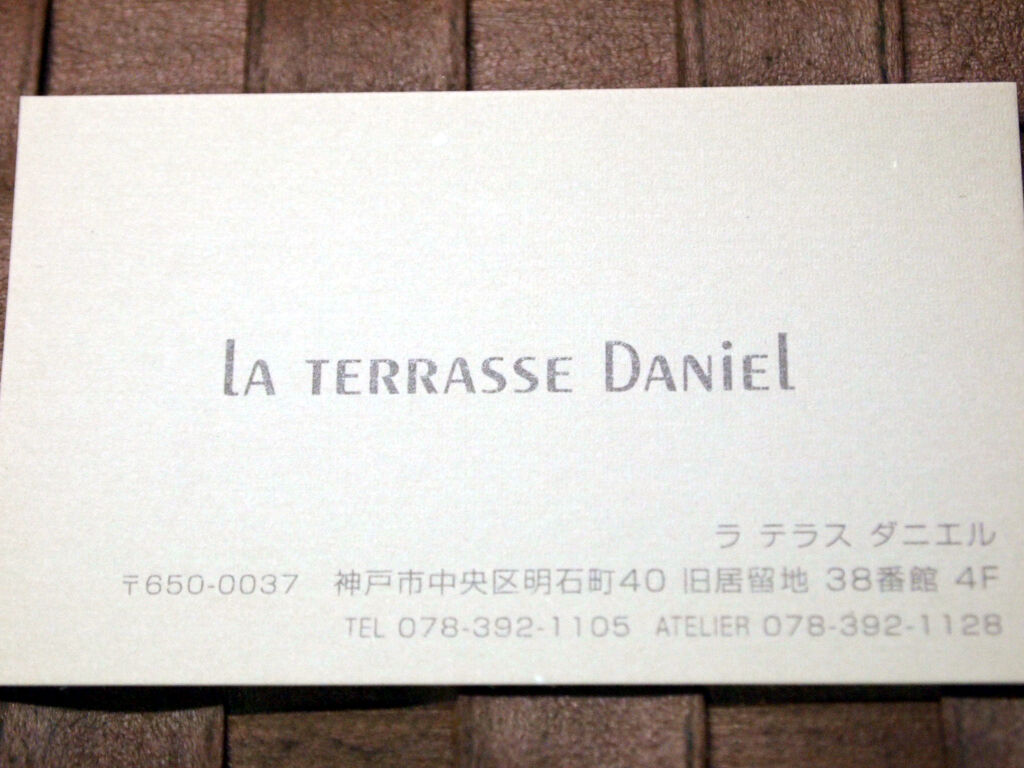 LA TERRASSE DANiEL
ラ テラス ダニエル
〒650-0037 神戸市中央区明石町40 旧居留地 38番館 4F
TEL 078-392-1105 ATELIER 078-392-1128